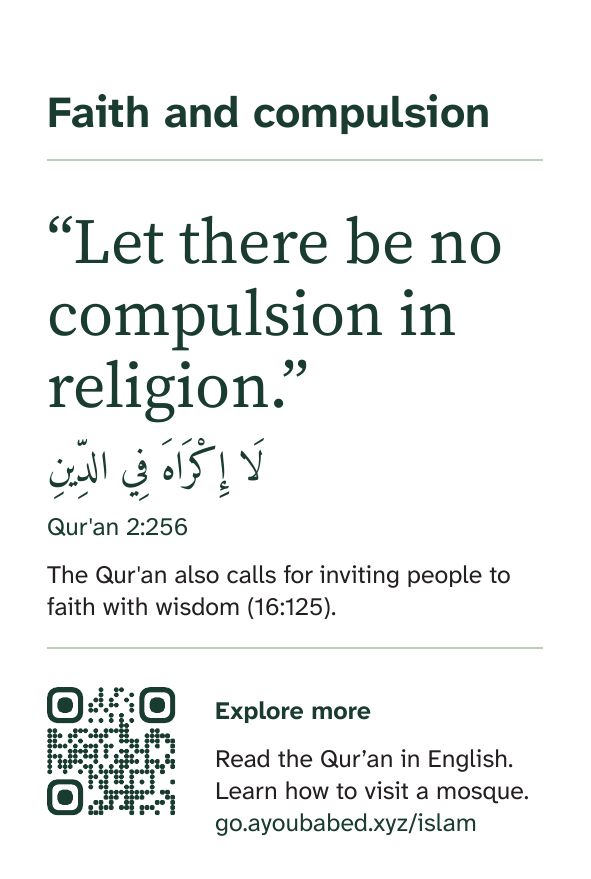 Faith and compulsion
“Let there be no
compulsion in
religion.”
لَا إِكْرَاهَ فِي الدِّينِ
Qur'an 2:256
The Qur'an also calls for inviting people to
faith with wisdom (16:125).
Explore more
Read the Qur’an in English.
Learn how to visit a mosque.
go.ayoubabed.xyz/islam